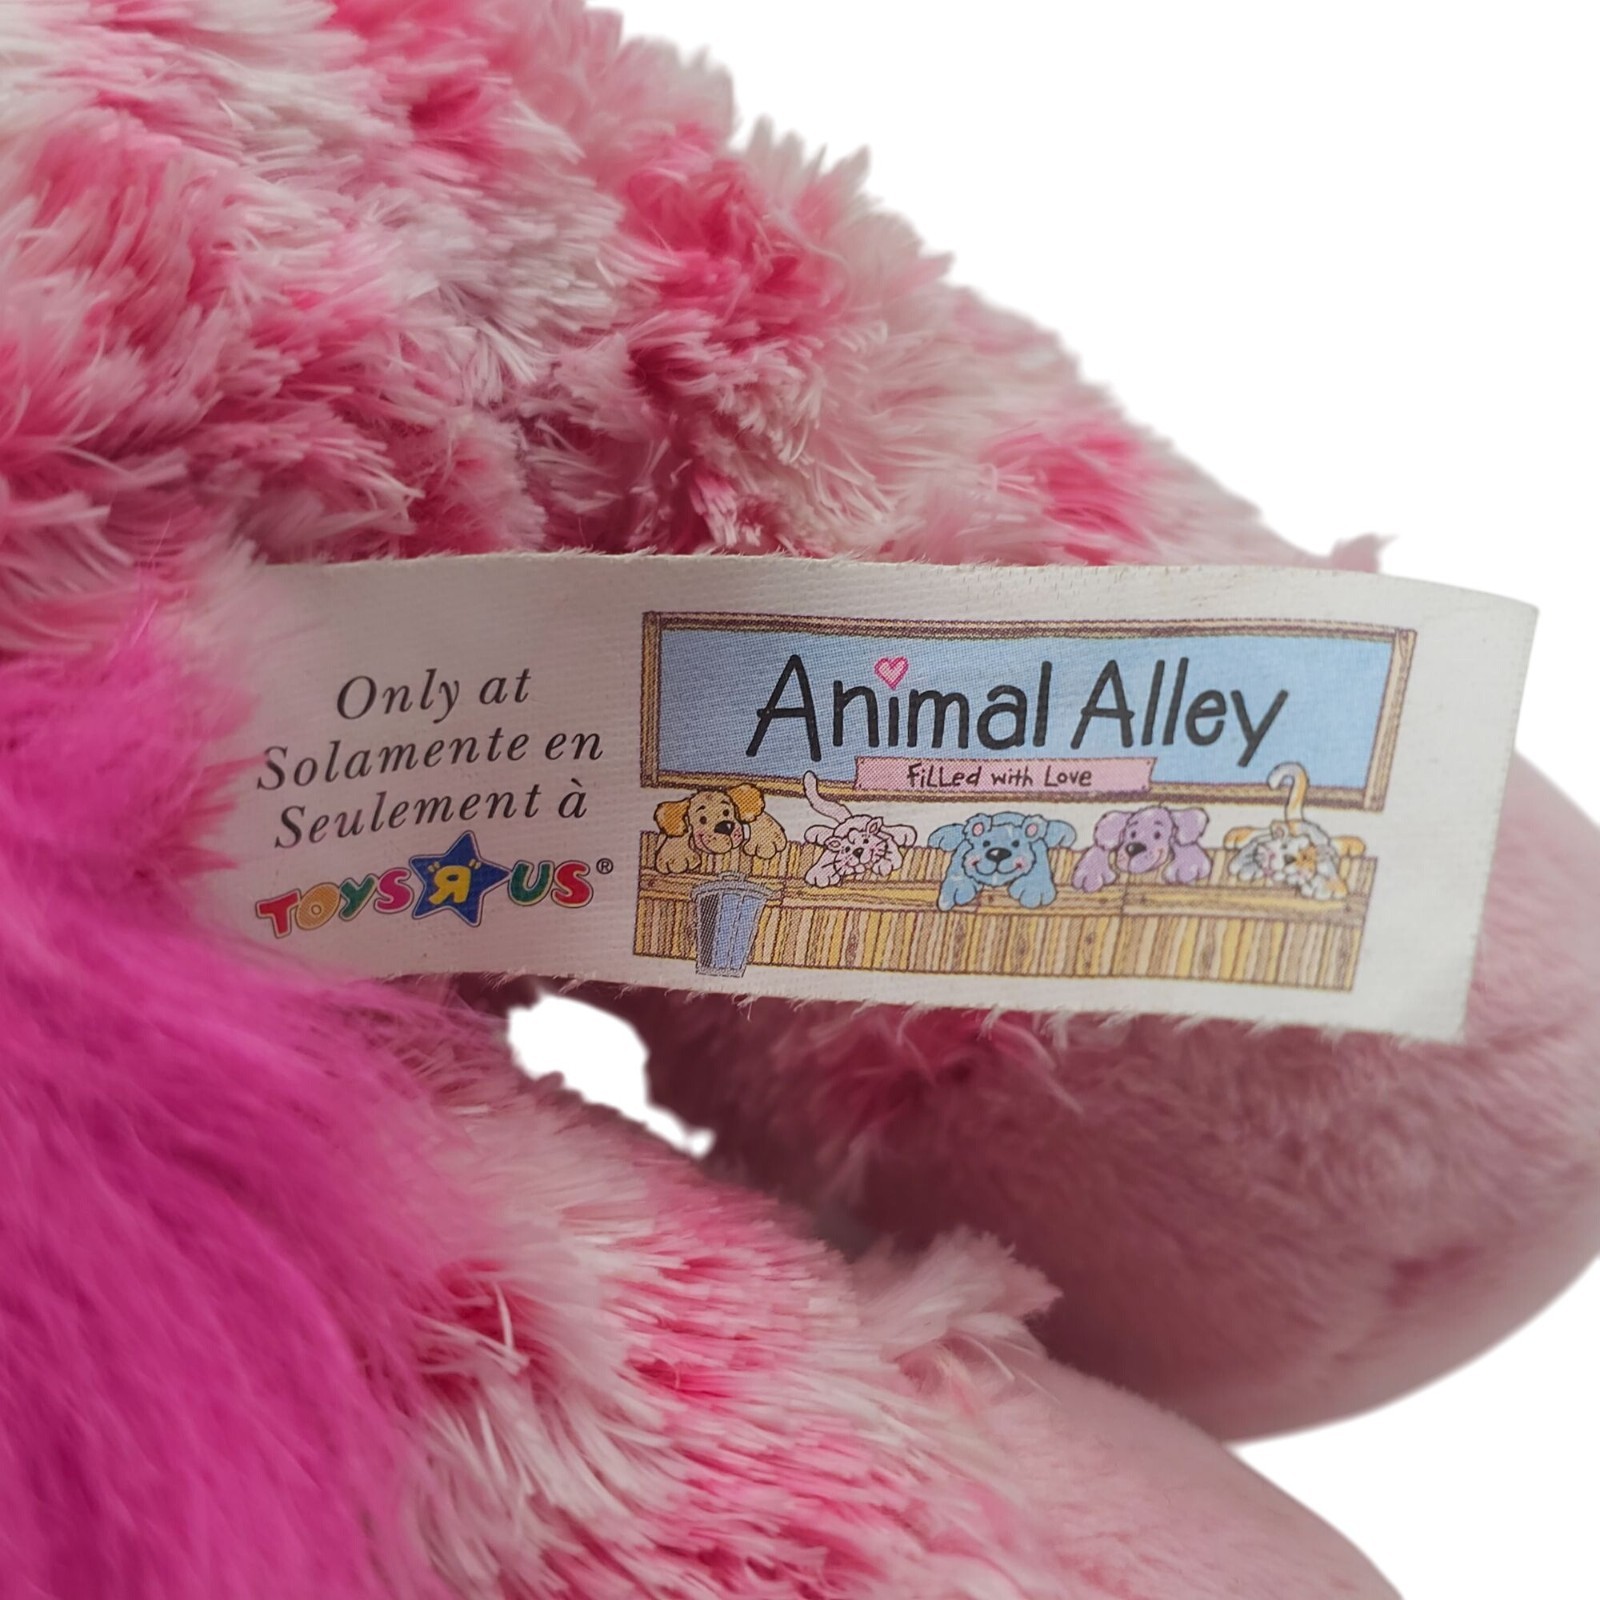 Only at
Solamente en
Seulement à
TOYS R US®
Animal Alley
Filled with Love